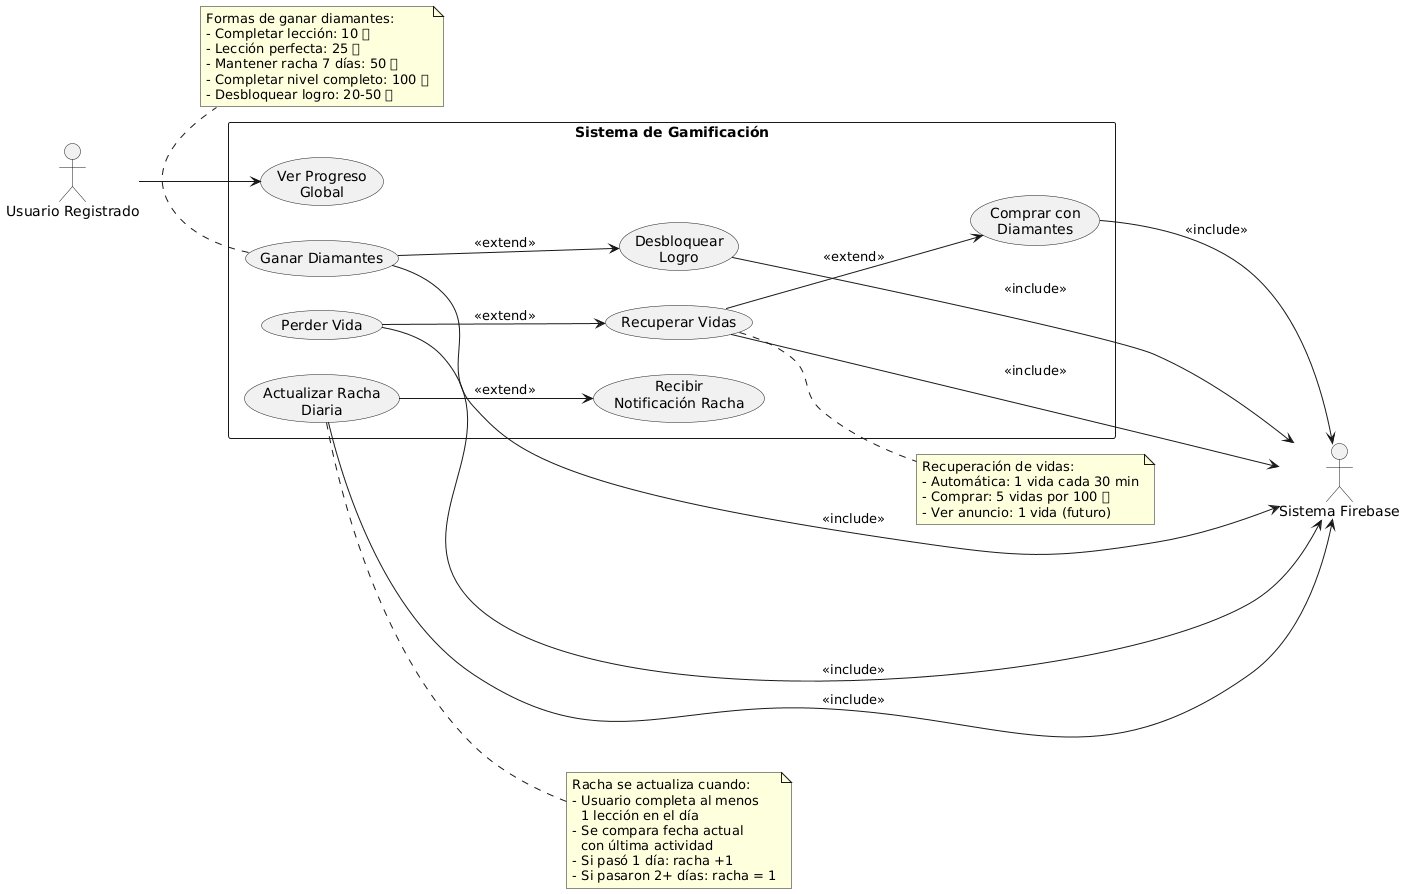 Formas de ganar diamantes:
- Completar lección: 10
- Lección perfecta: 25
- Mantener racha 7 días: 50
- Completar nivel completo: 100
- Desbloquear logro: 20-50
Sistema de Gamificación
Usuario Registrado
Ver Progreso
Global
Ganar Diamantes
«extend»
Desbloquear
Logro
Comprar con
Diamantes
«include»
«extend»
«include»
Perder Vida
«extend»
Recuperar Vidas
«include»
Actualizar Racha
Diaria
«extend»
Recibir
Notificación Racha
Recuperación de vidas:
- Automática: 1 vida cada 30 min
- Comprar: 5 vidas por 100
- Ver anuncio: 1 vida (futuro)
Sistema Firebase
«include»
«include»
«include»
Racha se actualiza cuando:
- Usuario completa al menos
1 lección en el día
- Se compara fecha actual
con última actividad
- Si pasó 1 día: racha +1
- Si pasaron 2+ días: racha = 1